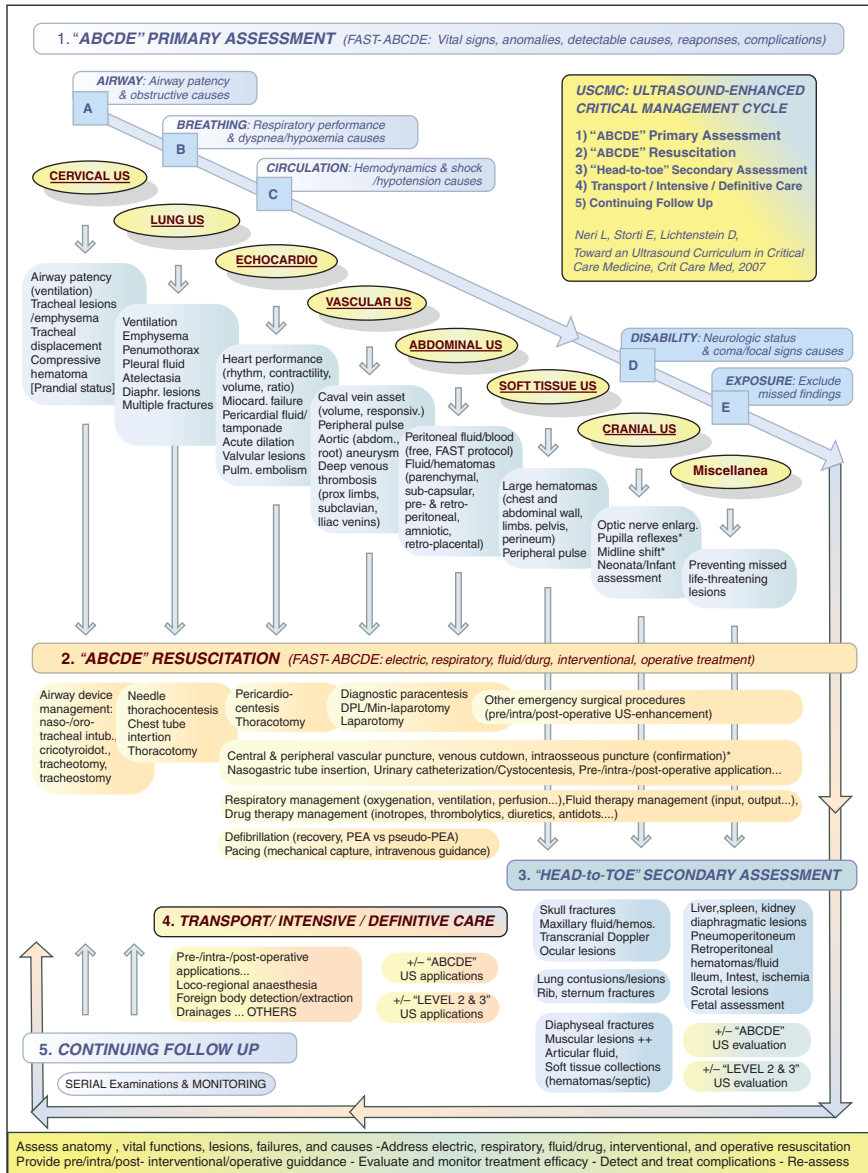 1. "ABCDE" PRIMARY ASSESSMENT (FAST- ABCDE: Vital signs, anomalies, detectable causes, reaponses, complications)
A
AIRWAY: Airway patency
& obstructive causes
B
BREATHING: Respiratory performance
& dyspnea/hypoxemia causes
C
CIRCULATION: Hemodynamics & shock
/hypotension causes
USCMC: ULTRASOUND-ENHANCED
CRITICAL MANAGEMENT CYCLE
1) "ABCDE" Primary Assessment
2) "ABCDE" Resuscitation
3) "Head-to-toe" Secondary Assessment
4) Transport / Intensive / Definitive Care
5) Continuing Follow Up
Neri L, Storti E, Lichtenstein D,
Toward an Ultrasound Curriculum in Critical
Care Medicine, Crit Care Med, 2007
D
DISABILITY: Neurologic status
& coma/focal signs causes
E
EXPOSURE: Exclude
missed findings
CERVICAL US
Airway patency
(ventilation)
Tracheal lesions
/emphysema
Tracheal
displacement
Compressive
hematoma
[Prandial status]
LUNG US
Ventilation
Emphysema
Penumothorax
Pleural fluid
Atelectasia
Diaphr. lesions
Multiple fractures
ECHOCARDIO
Heart performance
(rhythm, contractility,
volume, ratio)
Miocard. failure
Pericardial fluid/
tamponade
Acute dilation
Valvular lesions
Pulm. embolism
VASCULAR US
Caval vein asset
(volume, responsiv.)
Peripheral pulse
Aortic (abdom.,
root) aneurysm
Deep venous
thrombosis
(prox limbs,
subclavian,
Iliac venins)
ABDOMINAL US
Peritoneal fluid/blood
(free, FAST protocol)
Fluid/hematomas
(parenchymal,
sub-capsular,
pre- & retro-
peritoneal,
amniotic,
retro-placental)
SOFT TISSUE US
Large hematomas
(chest and
abdominal wall,
limbs. pelvis,
perineum)
Peripheral pulse
CRANIAL US
Optic nerve enlarg.
Pupilla reflexes*
Midline shift*
Neonata/Infant
assessment
Miscellanea
Preventing missed
life-threatening
lesions
2. "ABCDE" RESUSCITATION (FAST- ABCDE: electric, respiratory, fluid/durg, interventional, operative treatment)
Airway device
management:
naso-/oro-
tracheal intub.,
cricotyroidot.,
tracheotomy,
tracheostomy
Needle
thorachocentesis
Chest tube
intertion
Thoracotomy
Pericardio-
centesis
Thoracotomy
Diagnostic paracentesis
DPL/Min-laparotomy
Laparotomy
Other emergency surgical procedures
(pre/intra/post-operative US-enhancement)
Central & peripheral vascular puncture, venous cutdown, intraosseous puncture (confirmation)*
Nasogastric tube insertion, Urinary catheterization/Cystocentesis, Pre-/intra-/post-operative application...
Respiratory management (oxygenation, ventilation, perfusion...),Fluid therapy management (input, output...),
Drug therapy management (inotropes, thrombolytics, diuretics, antidots....)
Defibrillation (recovery, PEA vs pseudo-PEA)
Pacing (mechanical capture, intravenous guidance)
3. "HEAD-to-TOE" SECONDARY ASSESSMENT
Skull fractures
Maxillary fluid/hemos.
Transcranial Doppler
Ocular lesions
Lung contusions/lesions
Rib, sternum fractures
Diaphyseal fractures
Muscular lesions ++
Articular fluid,
Soft tissue collections
(hematomas/septic)
Liver,spleen, kidney
diaphragmatic lesions
Pneumoperitoneum
Retroperitoneal
hematomas/fluid
Ileum, Intest, ischemia
Scrotal lesions
Fetal assessment
+/– "ABCDE"
US evaluation
+/– "LEVEL 2 & 3"
US evaluation
4. TRANSPORT/ INTENSIVE / DEFINITIVE CARE
Pre-/intra-/post-operative
applications...
Loco-regional anaesthesia
Foreign body detection/extraction
Drainages ... OTHERS
+/– "ABCDE"
US applications
+/– "LEVEL 2 & 3"
US applications
5. CONTINUING FOLLOW UP
SERIAL Examinations & MONITORING
Assess anatomy , vital functions, lesions, failures, and causes -Address electric, respiratory, fluid/drug, interventional, and operative resuscitation
Provide pre/intra/post- interventional/operative guiddance - Evaluate and monitor treatment efficacy - Detect and treat complications - Re-assess